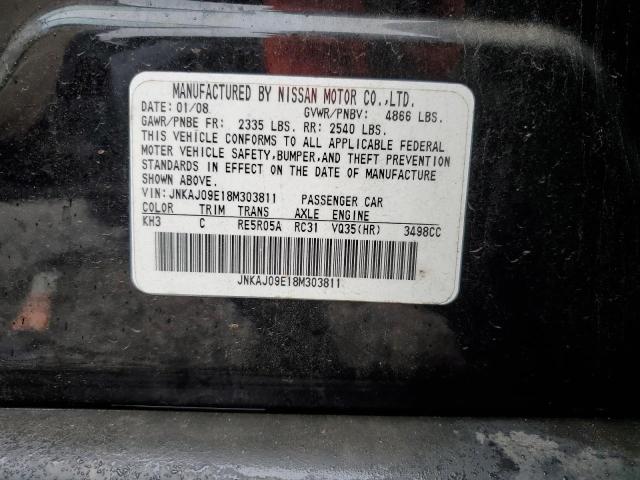 MANUFACTURED BY NISSAN MOTOR CO.,LTD.
DATE: 01/08. GVWR/PNBV: 4866 LBS.
GAWR/PNBE FR: 2335 LBS. RR: 2540 LBS.
THIS VEHICLE CONFORMS TO ALL APPLICABLE FEDERAL
MOTER VEHICLE SAFETY,BUMPER,AND THEFT PREVENTION
STANDARDS IN EFFECT ON THE DATE OF MANUFACTURE
SHOWN ABOVE.
VIN: JNKAJ09E18M303811 PASSENGER CAR
COLOR TRIM TRANS AXLE ENGINE
KH3 C RE5R05A RC31 VQ35(HR) 3498CC
JNKAJ09E18M303811